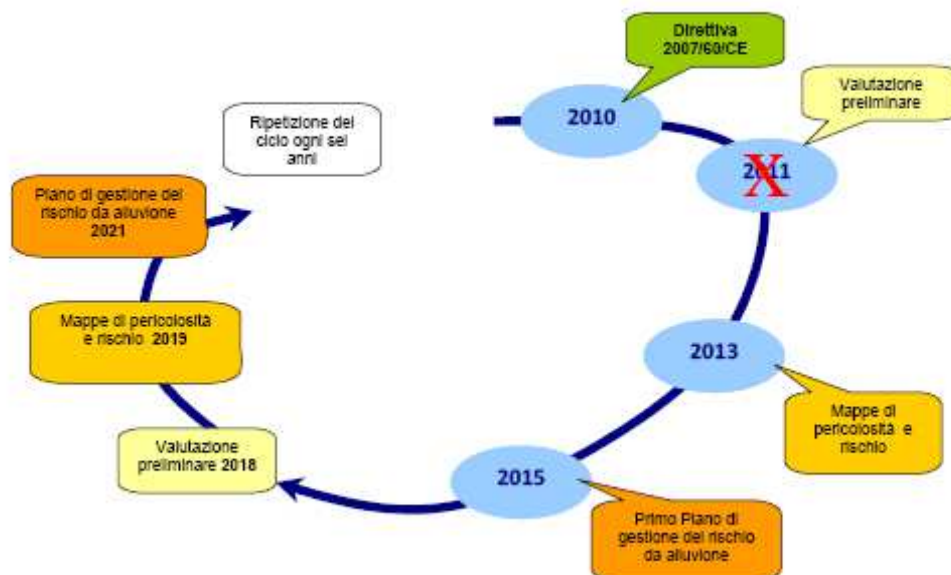 Direttiva
2007/60/CE
2010
Valutazione
preliminare
2011
X
2013
Mappe di
pericolosità e
rischio
2015
Primo Piano di
gestione del rischio
da alluvione
Valutazione
preliminare 2018
Mappe di pericolosità
e rischio 2019
Piano di gestione del
rischio da alluvione
2021
Ripetizione del
ciclo ogni sei
anni